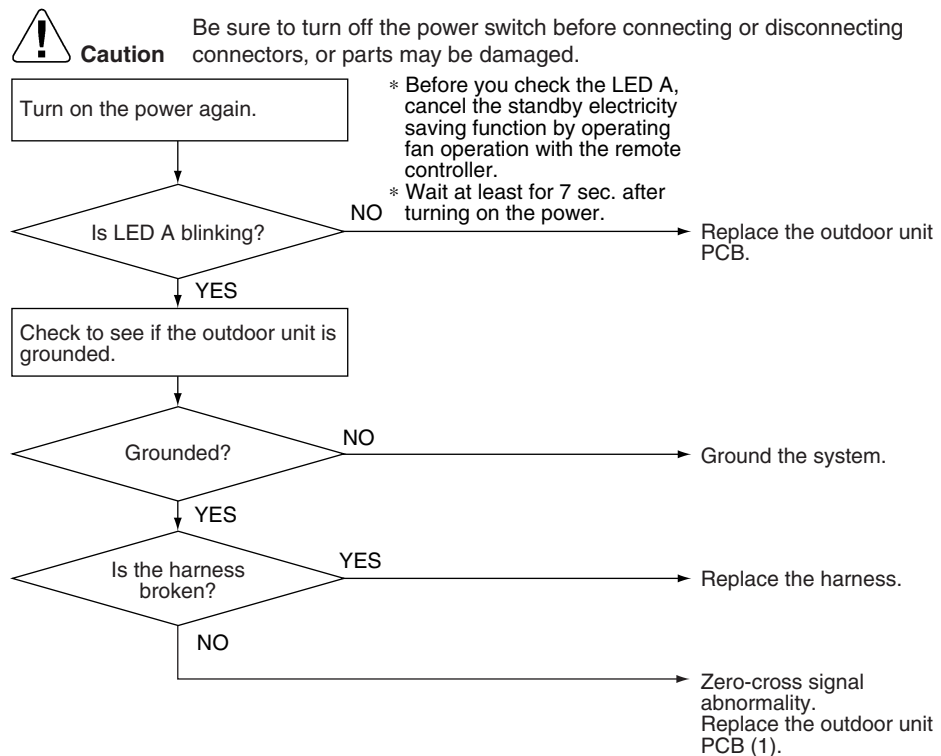 Be sure to turn off the power switch before connecting or disconnecting
Caution connectors, or parts may be damaged.
Turn on the power again.
* Before you check the LED A,
cancel the standby electricity
saving function by operating
fan operation with the remote
controller.
* Wait at least for 7 sec. after
turning on the power.
Is LED A blinking?
NO
Replace the outdoor unit
PCB.
YES
Check to see if the outdoor unit is
grounded.
Grounded?
NO
Ground the system.
YES
Is the harness
broken?
YES
Replace the harness.
NO
Zero-cross signal
abnormality.
Replace the outdoor unit
PCB (1).